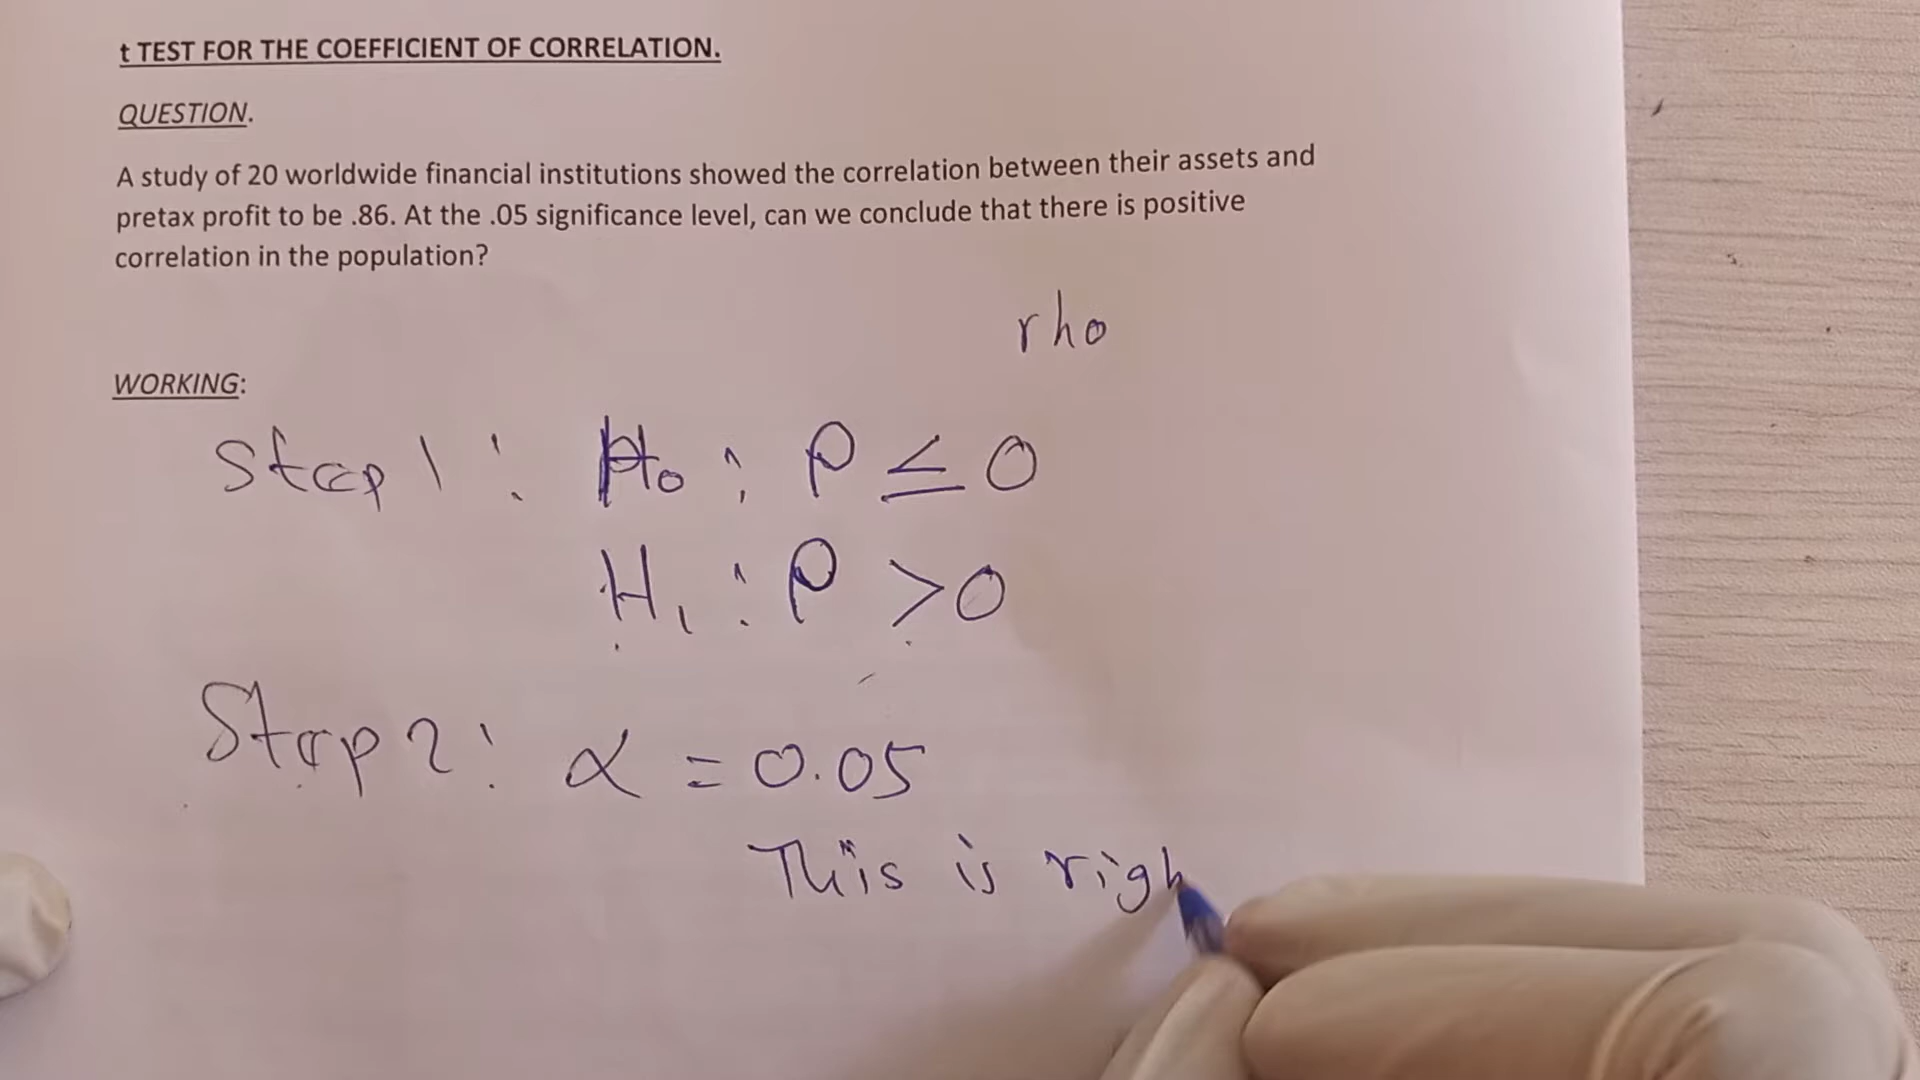 t TEST FOR THE COEFFICIENT OF CORRELATION.
QUESTION.
A study of 20 worldwide financial institutions showed the correlation between their assets and
pretax profit to be .86. At the .05 significance level, can we conclude that there is positive
correlation in the population?
rho
WORKING:
Step 1: H₀: ρ ≤ 0
H₁: ρ > 0
Step 2: α = 0.05
This is righ